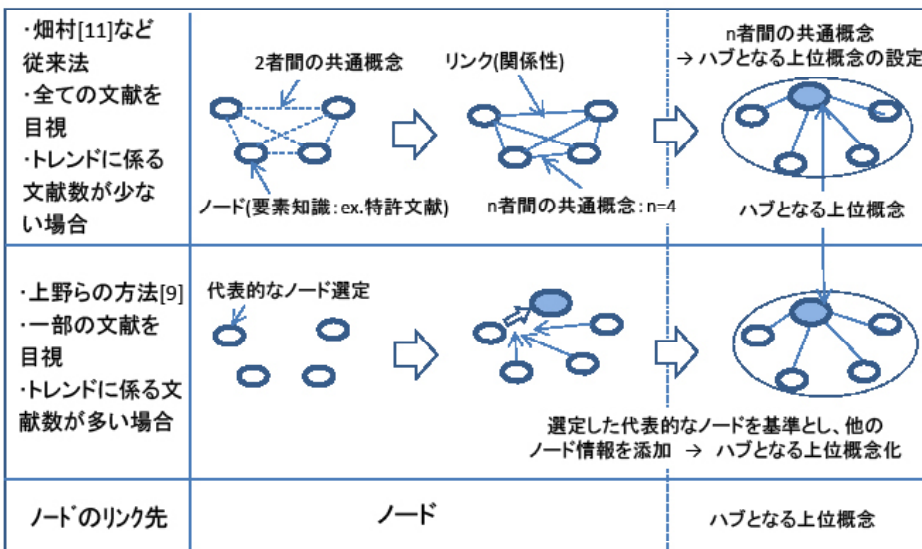 ・畑村[11]など
従来法
・全ての文献を
目視
・トレンドに係る
文献数が少な
い場合
2者間の共通概念
リンク(関係性)
n者間の共通概念
→ ハブとなる上位概念の設定
ノード(要素知識:ex.特許文献)
n者間の共通概念:n=4
ハブとなる上位概念
・上野らの方法[9]
・一部の文献を
目視
・トレンドに係る文
献数が多い場合
代表的なノード選定
選定した代表的なノードを基準とし、他の
ノード情報を添加 → ハブとなる上位概念化
ノードのリンク先
ノード
ハブとなる上位概念